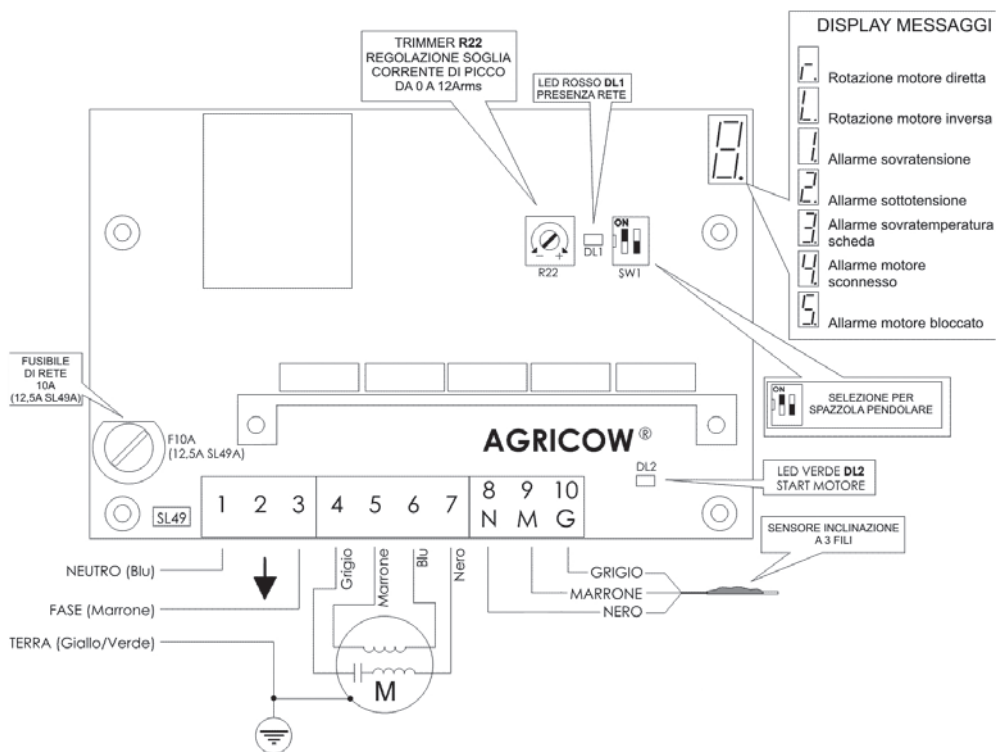 DISPLAY MESSAGGI
r. Rotazione motore diretta
L. Rotazione motore inversa
1. Allarme sovratensione
2. Allarme sottotensione
3. Allarme sovratemperatura
scheda
4. Allarme motore
sconnesso
5. Allarme motore bloccato
TRIMMER R22
REGOLAZIONE SOGLIA
CORRENTE DI PICCO
DA 0 A 12Arms
LED ROSSO DL1
PRESENZA RETE
8.
ON
- +
R22
DL1
SW1
FUSIBILE
DI RETE
10A
(12,5A SL49A)
ON
SELEZIONE PER
SPAZZOLA PENDOLARE
F10A
(12,5A SL49A)
AGRICOW ®
DL2
LED VERDE DL2
START MOTORE
SL49
1 2 3 4 5 6 7 8 9 10
N M G
SENSORE INCLINAZIONE
A 3 FILI
NEUTRO (Blu)
FASE (Marrone)
TERRA (Giallo/Verde)
Grigio
Marrone
Blu
Nero
GRIGIO
MARRONE
NERO
M